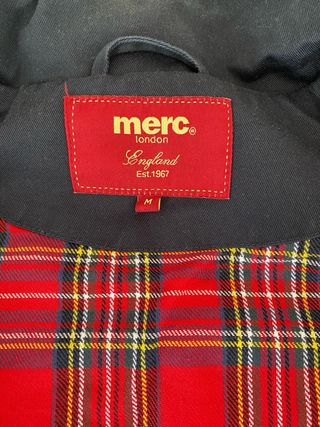 merc®
london
England
Est.1967
M